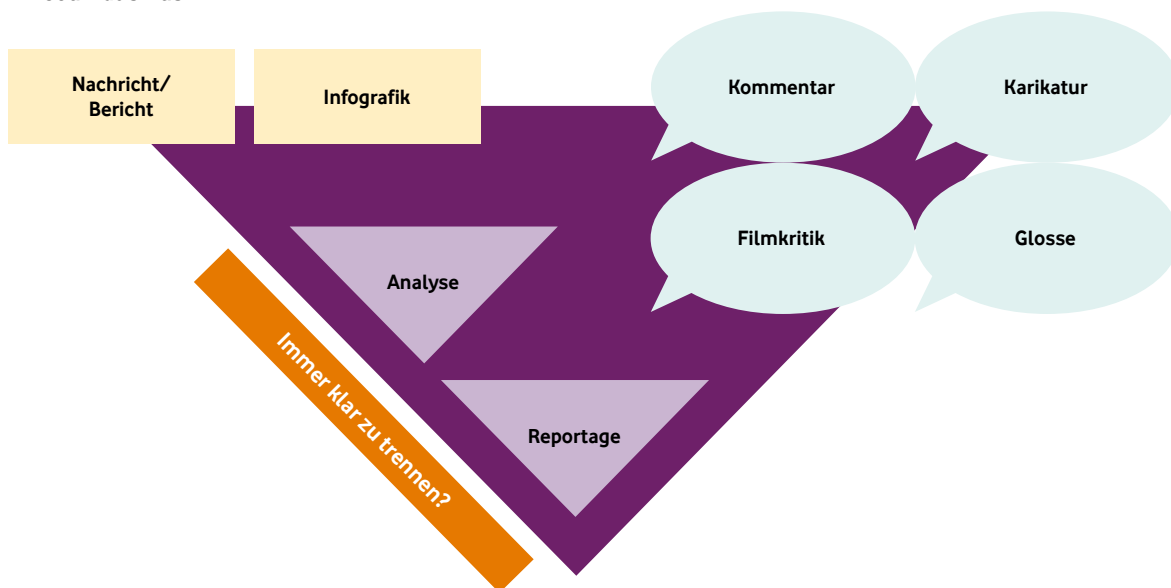 Nachricht/
Bericht
Infografik
Kommentar
Karikatur
Filmkritik
Glosse
Analyse
Immer klar zu trennen?
Reportage